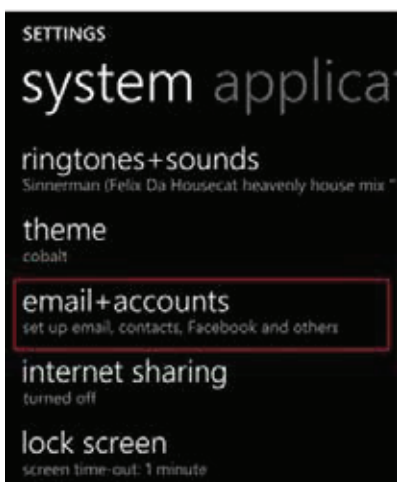 SETTINGS
system applica
ringtones+sounds
Sinnerman (Felix Da Housecat heavenly house mix "
theme
cobalt
email+accounts
set up email, contacts, Facebook and others
internet sharing
turned off
lock screen
screen time-out: 1 minute